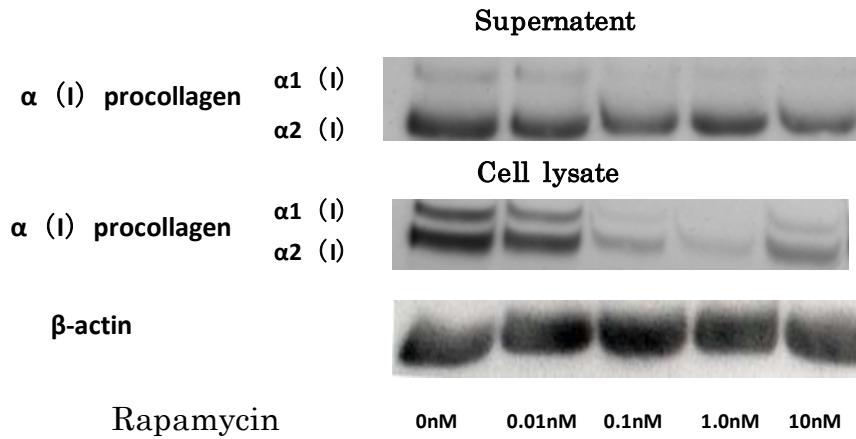 Supernatent
α (I) procollagen
α1 (I)
α2 (I)
Cell lysate
α (I) procollagen
α1 (I)
α2 (I)
β-actin
Rapamycin 0nM 0.01nM 0.1nM 1.0nM 10nM